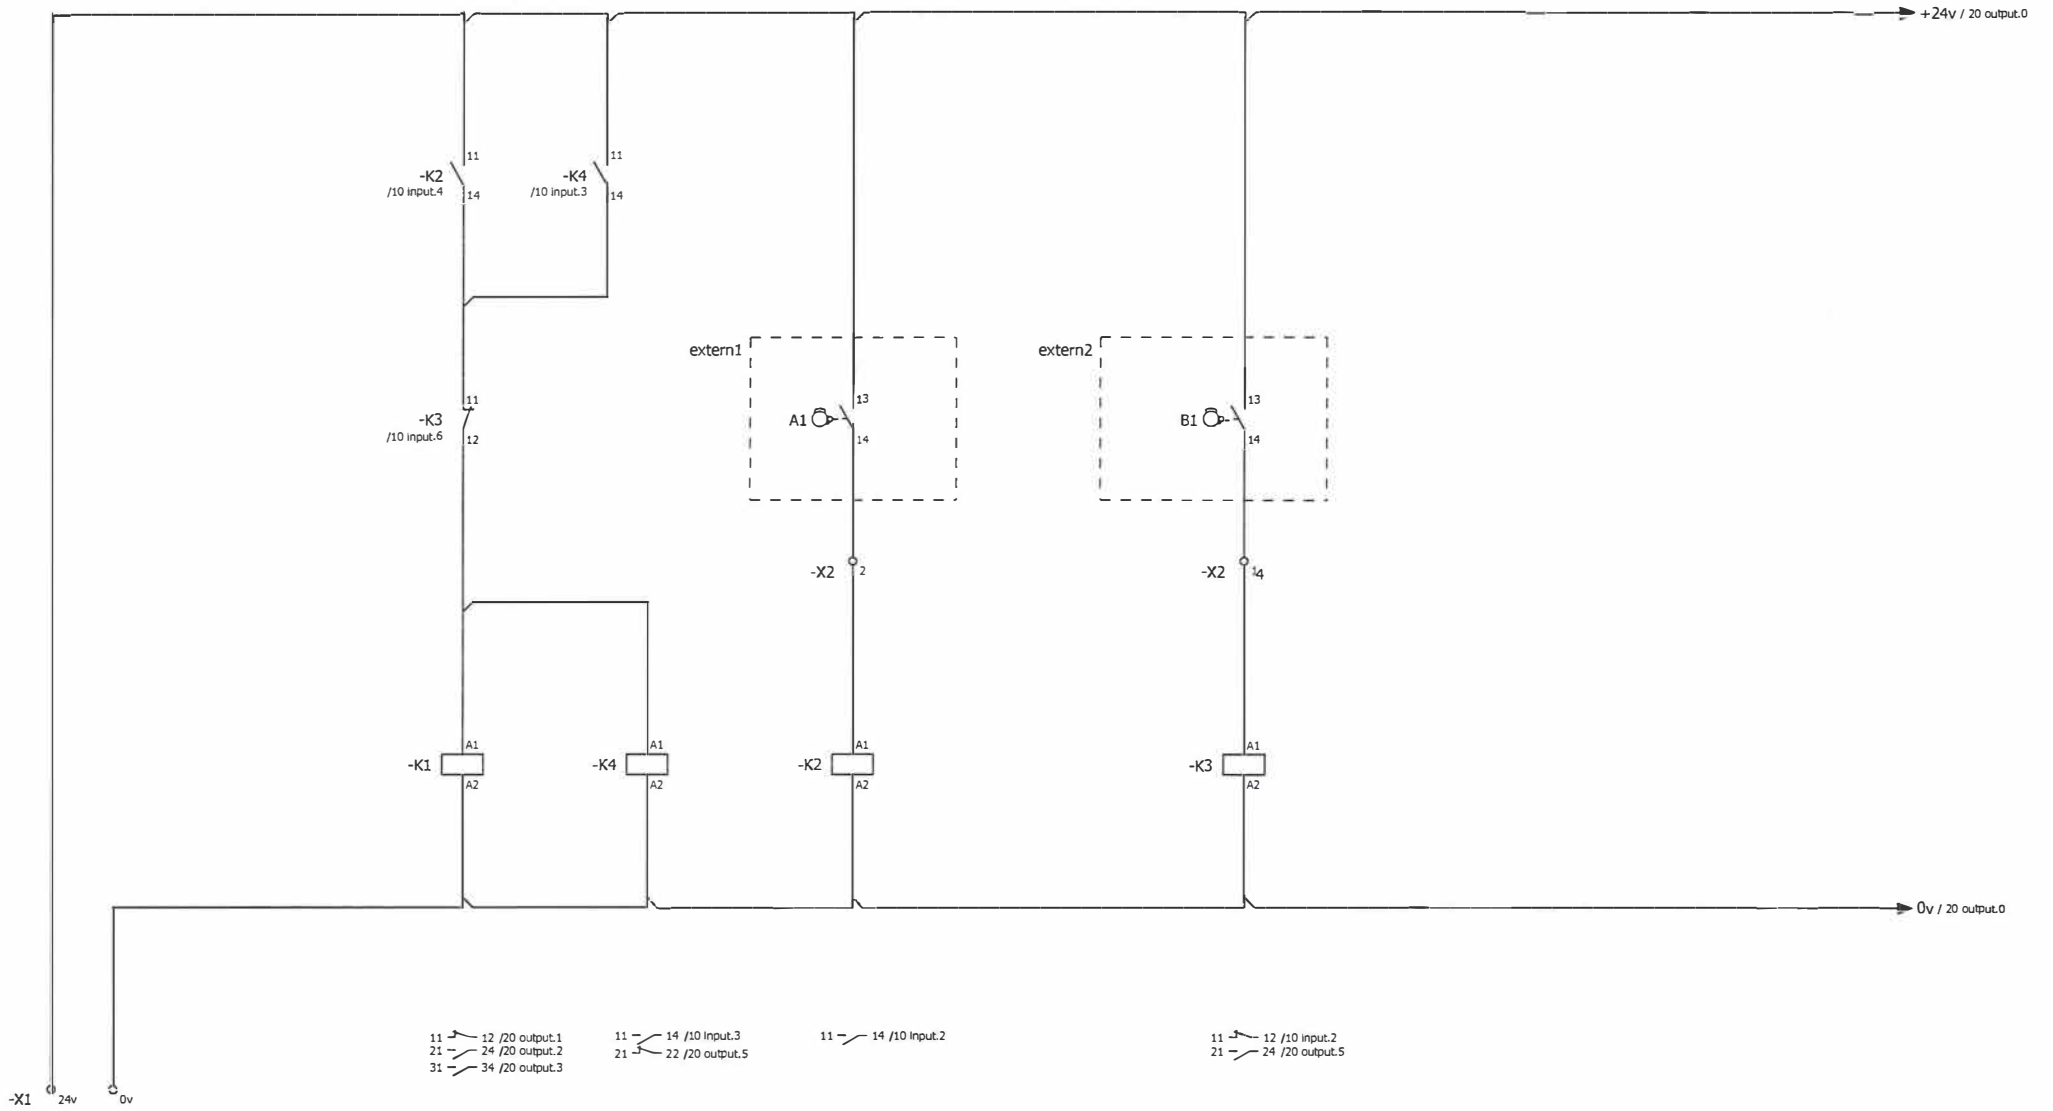 +24v / 20 output.0
11
-K2
/10 input.4
14
11
-K4
/10 input.3
14
extern1
extern2
11
-K3
/10 input.6
12
13
A1
14
13
B1
14
-X2 2
-X2 4
A1
-K1
A2
A1
-K4
A2
A1
-K2
A2
A1
-K3
A2
0v / 20 output.0
11 12 /20 output.1
21 24 /20 output.2
31 34 /20 output.3
11 14 /10 input.3
21 22 /20 output.5
11 14 /10 input.2
11 12 /10 input.2
21 24 /20 output.5
-X1 24v 0v